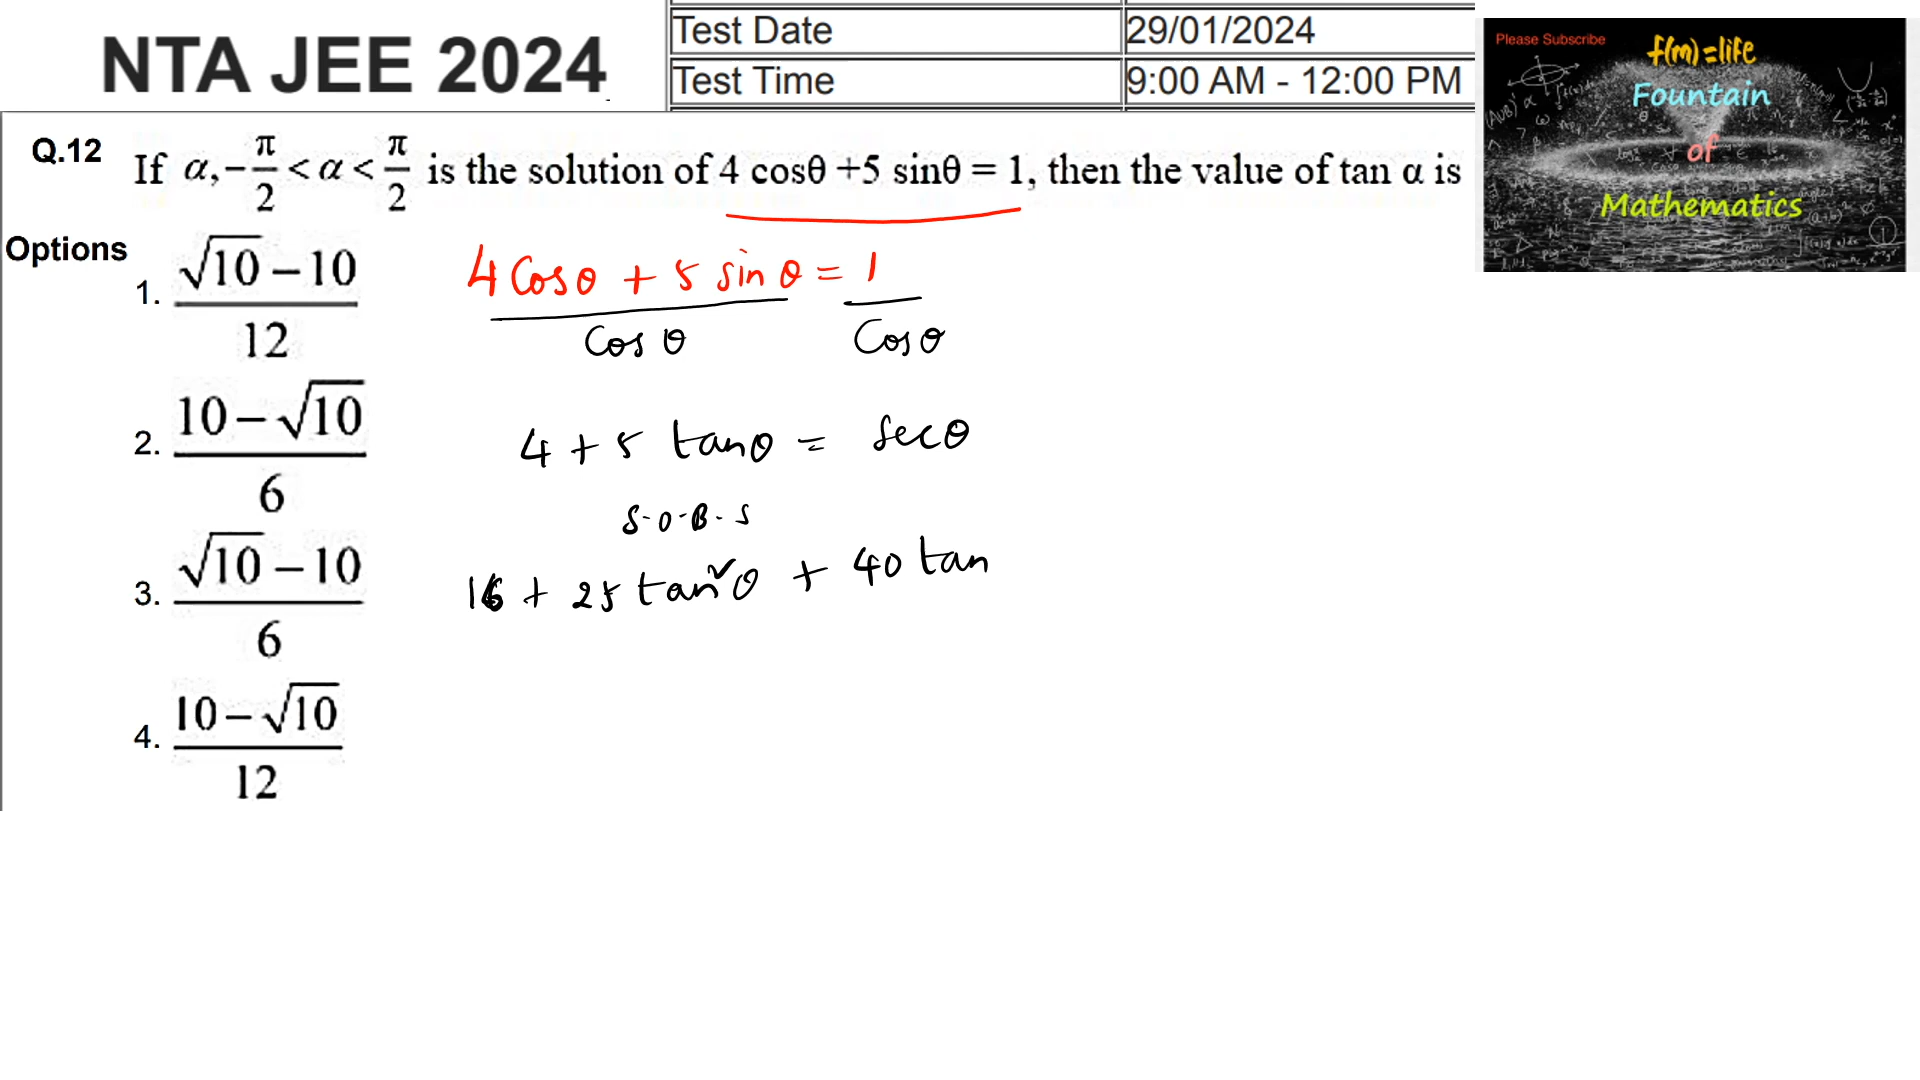 NTA JEE 2024
Test Date 29/01/2024
Test Time 9:00 AM - 12:00 PM
Please Subscribe
f(m)=life
Fountain
of
Mathematics
Q.12 If α, -π/2 < α < π/2 is the solution of 4 cosθ +5 sinθ = 1, then the value of tan α is
Options
1. (√10 – 10)/12
2. (10 – √10)/6
3. (√10 – 10)/6
4. (10 – √10)/12
4 Cosθ + 5 sin θ = 1
Cos θ Cosθ
4 + 5 tanθ = Secθ
S.O.B.S
16 + 25 tan²θ + 40 tan